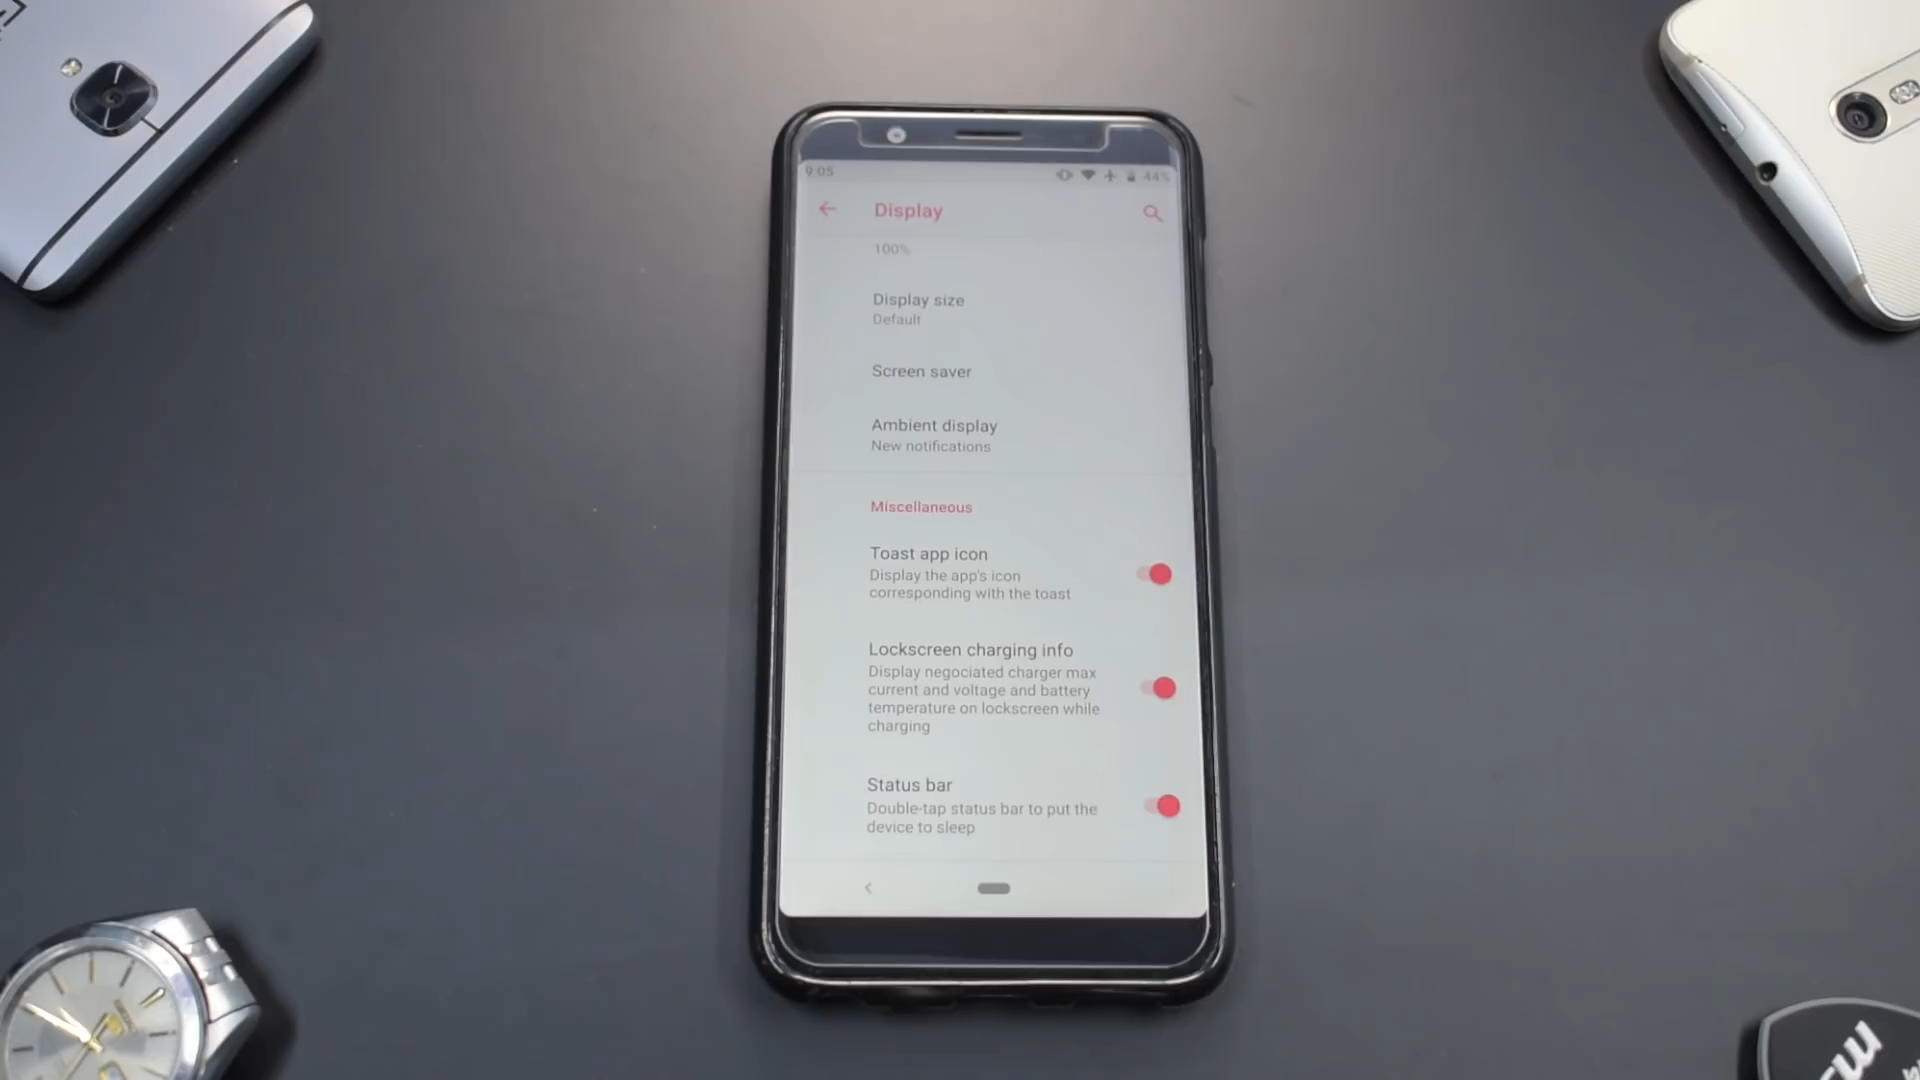 9:05
44%
Display
100%
Display size
Default
Screen saver
Ambient display
New notifications
Miscellaneous
Toast app icon
Display the app's icon
corresponding with the toast
Lockscreen charging info
Display negociated charger max
current and voltage and battery
temperature on lockscreen while
charging
Status bar
Double-tap status bar to put the
device to sleep